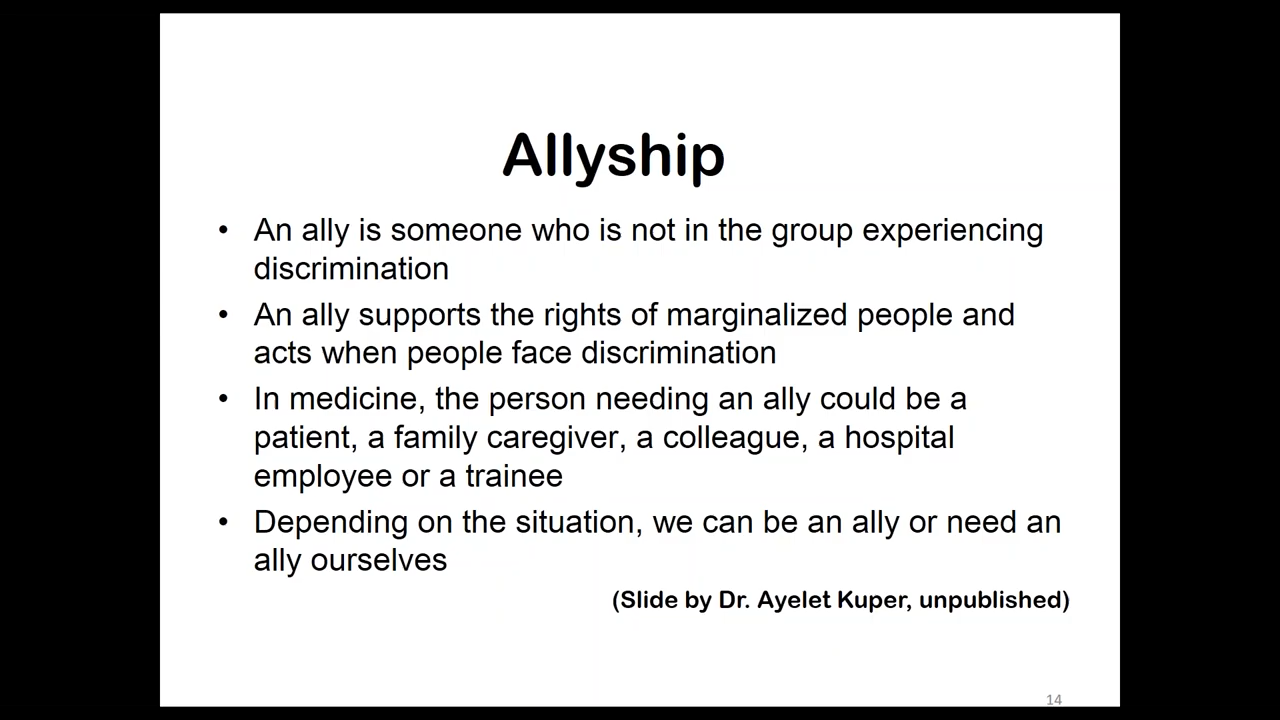 Allyship
• An ally is someone who is not in the group experiencing
discrimination
• An ally supports the rights of marginalized people and
acts when people face discrimination
• In medicine, the person needing an ally could be a
patient, a family caregiver, a colleague, a hospital
employee or a trainee
• Depending on the situation, we can be an ally or need an
ally ourselves
(Slide by Dr. Ayelet Kuper, unpublished)
14